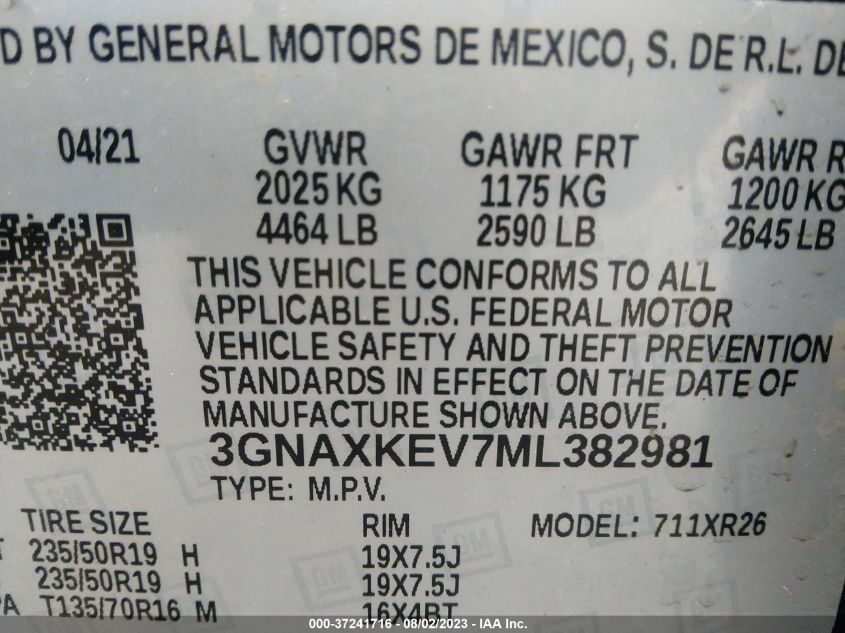 D BY GENERAL MOTORS DE MEXICO, S. DE R.L. DE
04/21 GVWR GAWR FRT GAWR R
2025 KG 1175 KG 1200 KG
4464 LB 2590 LB 2645 LB
THIS VEHICLE CONFORMS TO ALL
APPLICABLE U.S. FEDERAL MOTOR
VEHICLE SAFETY AND THEFT PREVENTION
STANDARDS IN EFFECT ON THE DATE OF
MANUFACTURE SHOWN ABOVE.
3GNAXKEV7ML382981
TYPE: M.P.V.
TIRE SIZE RIM MODEL: 711XR26
T 235/50R19 H 19X7.5J
235/50R19 H 19X7.5J
PA T135/70R16 M 16X4BT
000-37241716 - 08/02/2023 - IAA Inc.